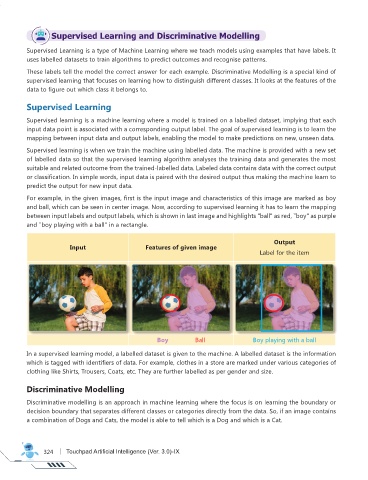 Supervised Learning and Discriminative Modelling
Supervised Learning is a type of Machine Learning where we teach models using examples that have labels. It
uses labelled datasets to train algorithms to predict outcomes and recognise patterns.
These labels tell the model the correct answer for each example. Discriminative Modelling is a special kind of
supervised learning that focuses on learning how to distinguish different classes. It looks at the features of the
data to figure out which class it belongs to.
Supervised Learning
Supervised learning is a machine learning where a model is trained on a labelled dataset, implying that each
input data point is associated with a corresponding output label. The goal of supervised learning is to learn the
mapping between input data and output labels, enabling the model to make predictions on new, unseen data.
Supervised learning is when we train the machine using labelled data. The machine is provided with a new set
of labelled data so that the supervised learning algorithm analyses the training data and generates the most
suitable and related outcome from the trained-labelled data. Labeled data contains data with the correct output
or classification. In simple words, input data is paired with the desired output thus making the machine learn to
predict the output for new input data.
For example, in the given images, first is the input image and characteristics of this image are marked as boy
and ball, which can be seen in center image. Now, according to supervised learning it has to learn the mapping
between input labels and output labels, which is shown in last image and highlights "ball" as red, "boy" as purple
and "boy playing with a ball" in a rectangle.
Input Features of given image Output
Label for the item
Boy Ball Boy playing with a ball
In a supervised learning model, a labelled dataset is given to the machine. A labelled dataset is the information
which is tagged with identifiers of data. For example, clothes in a store are marked under various categories of
clothing like Shirts, Trousers, Coats, etc. They are further labelled as per gender and size.
Discriminative Modelling
Discriminative modelling is an approach in machine learning where the focus is on learning the boundary or
decision boundary that separates different classes or categories directly from the data. So, if an image contains
a combination of Dogs and Cats, the model is able to tell which is a Dog and which is a Cat.
324 | Touchpad Artificial Intelligence (Ver. 3.0)-IX